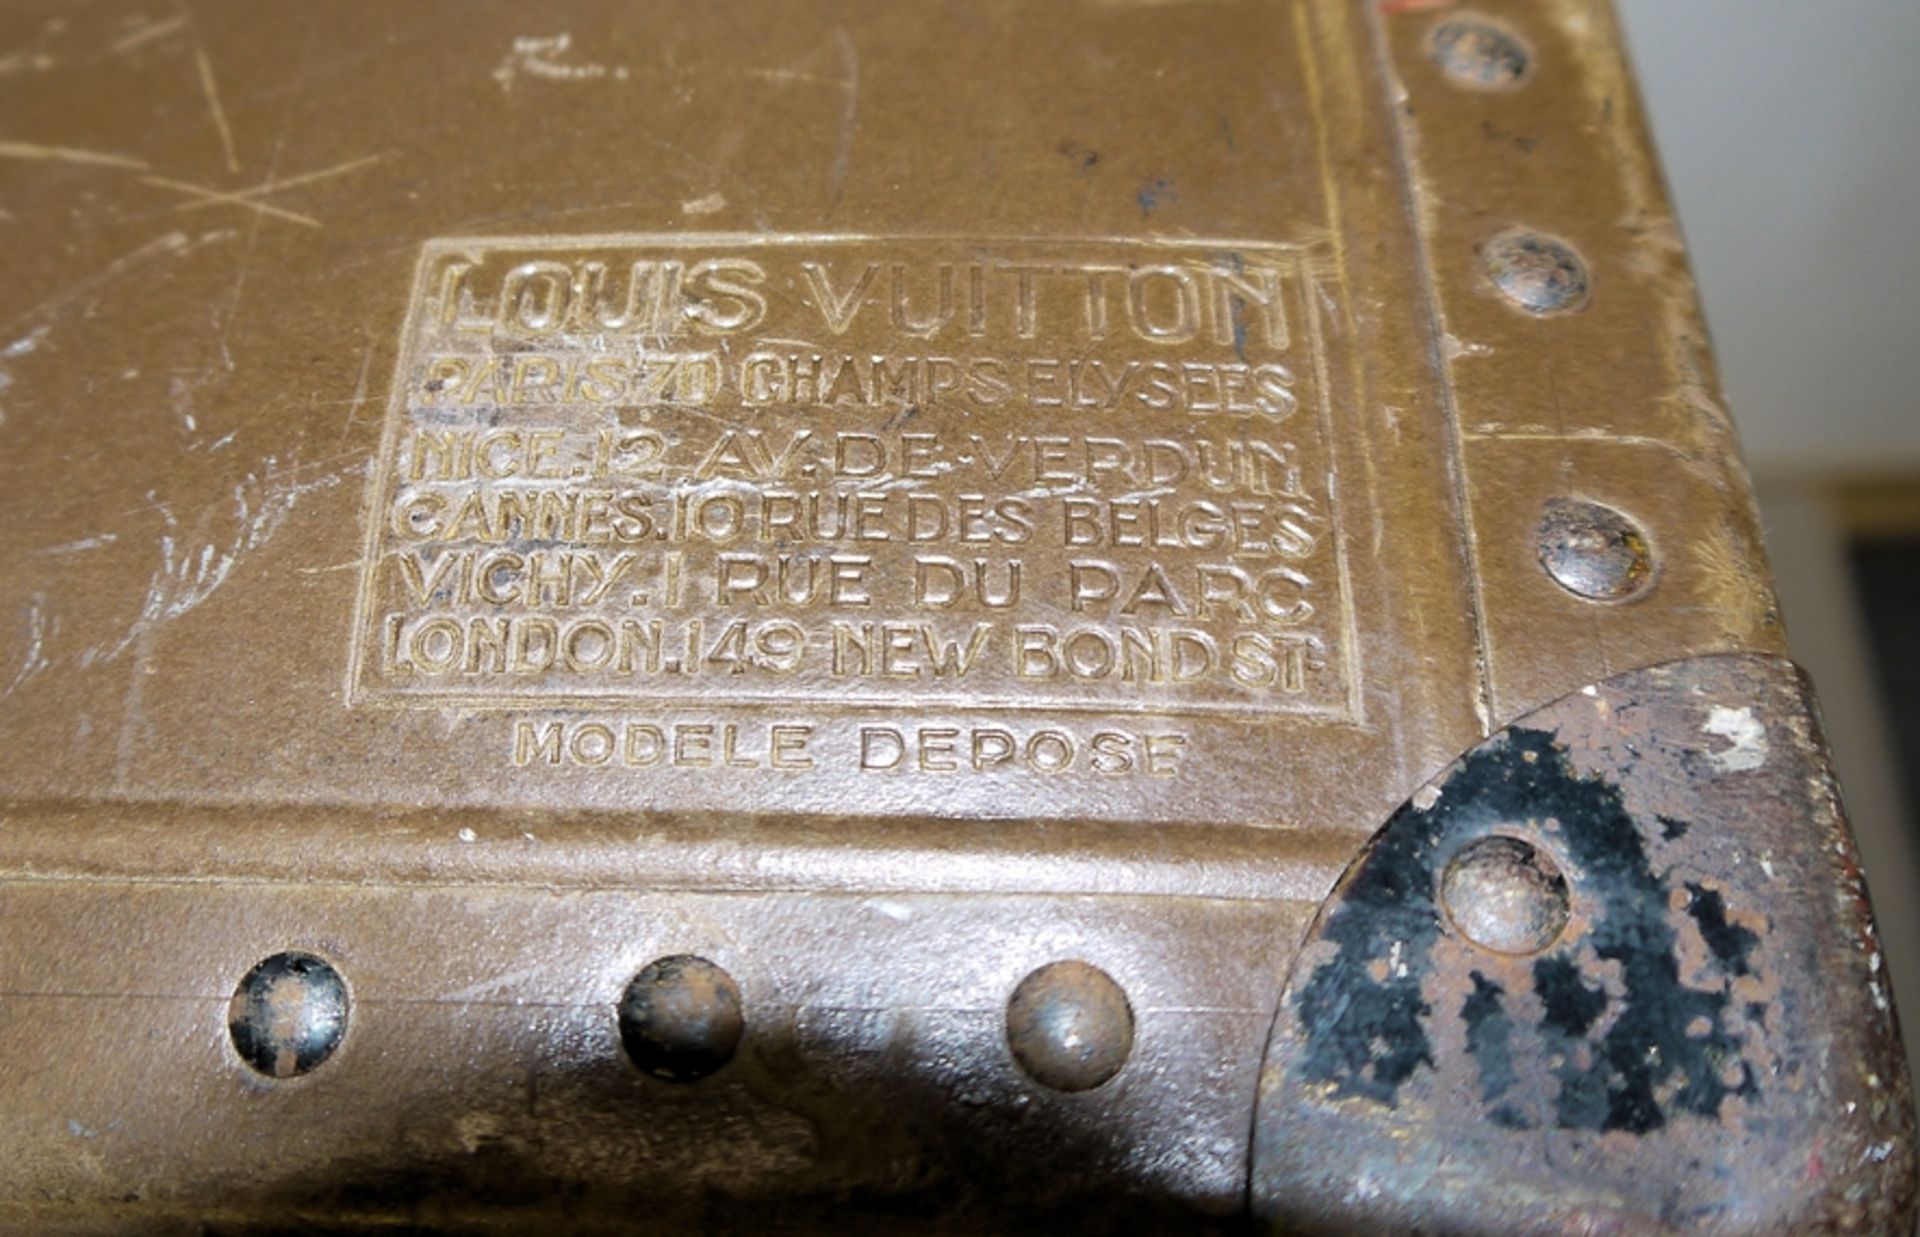 LOUIS VUITTON
PARIS 70 CHAMPS ELYSEES
NICE.12 AV.DE.VERDUN
CANNES.10 RUE DES BELGES
VICHY.1 RUE DU PARC
LONDON.149 NEW BOND ST
MODELE DEPOSE